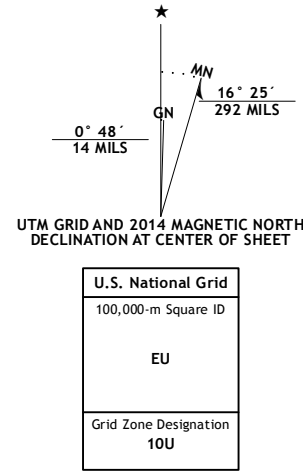 ★
MN
GN
0° 48´
14 MILS
16° 25´
292 MILS
UTM GRID AND 2014 MAGNETIC NORTH
DECLINATION AT CENTER OF SHEET
U.S. National Grid
100,000-m Square ID
EU
Grid Zone Designation
10U